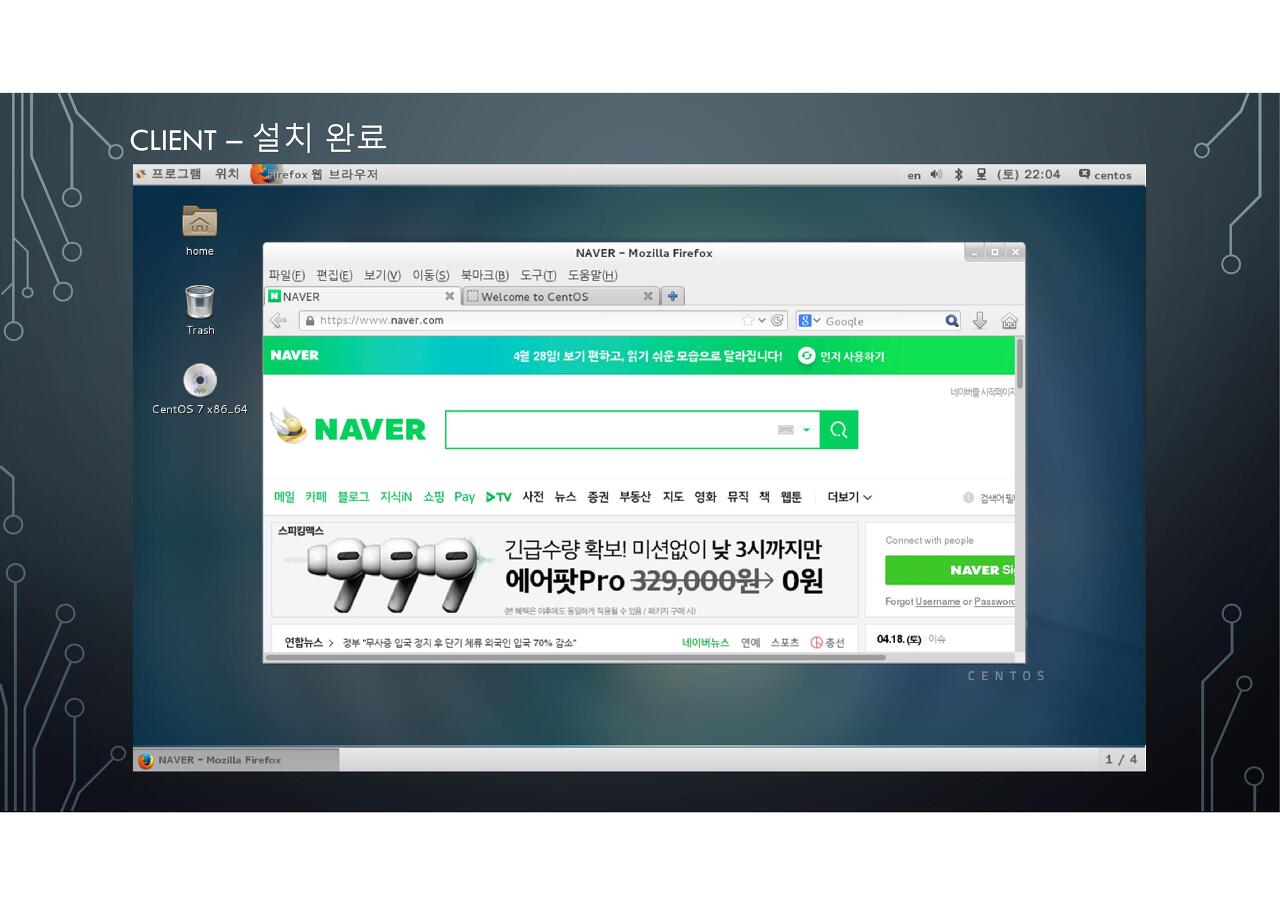 CLIENT – 설치 완료
프로그램 위치 Firefox 웹 브라우저 en (토) 22:04 centos
home
Trash
CentOS 7 x86_64
NAVER - Mozilla Firefox
파일(F) 편집(E) 보기(V) 이동(S) 북마크(B) 도구(T) 도움말(H)
NAVER Welcome to CentOS
https://www.naver.com Google
NAVER 4월 28일! 보기 편하고, 읽기 쉬운 모습으로 달라집니다! 먼저 사용하기
네이버를 시작페이지
NAVER
메일 카페 블로그 지식iN 쇼핑 Pay TV 사전 뉴스 증권 부동산 지도 영화 뮤직 책 웹툰 더보기 검색어
스피킹맥스
긴급수량 확보! 미션없이 낮 3시까지만
에어팟Pro 329,000원 0원
(본 혜택은 이후에도 동일하게 적용될 수 있음 / 패키지 구매 시)
Connect with people
NAVER Si
Forgot Username or Password
연합뉴스 > 정부 "무사증 입국 정지 후 단기 체류 외국인 입국 70% 감소" 네이버뉴스 연예 스포츠 총선
04.18.(토) 이슈
CENTOS
NAVER - Mozilla Firefox 1 / 4